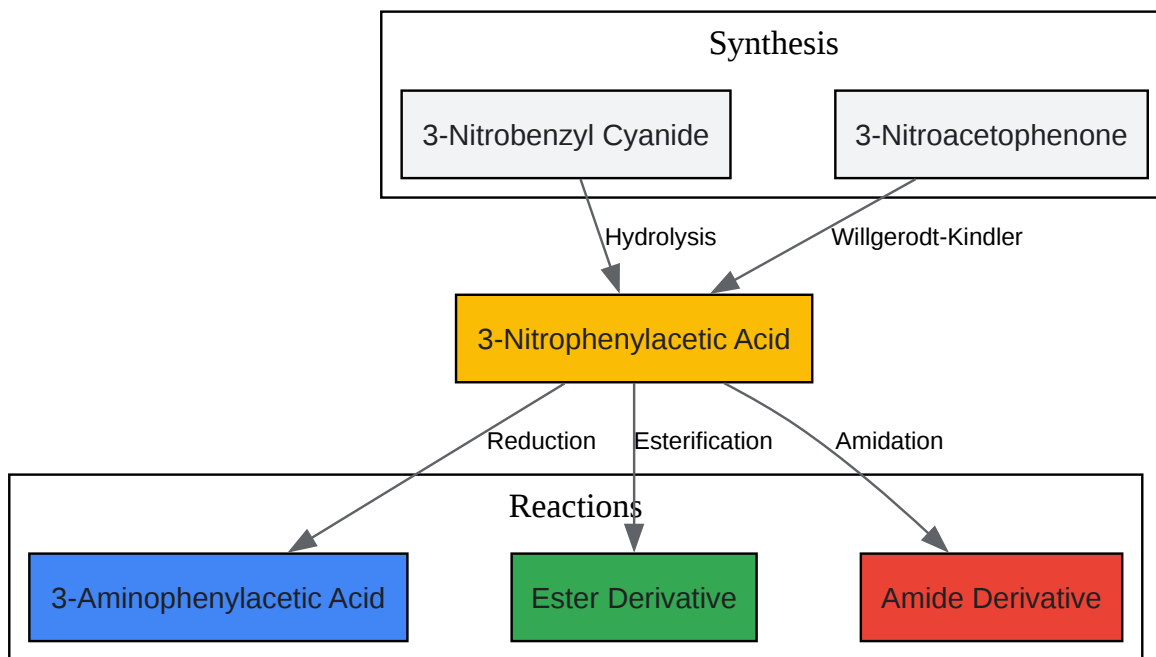 Synthesis
3-Nitrobenzyl Cyanide
3-Nitroacetophenone
Hydrolysis
Willgerodt-Kindler
3-Nitrophenylacetic Acid
Reduction
Esterification
Amidation
Reactions
3-Aminophenylacetic Acid
Ester Derivative
Amide Derivative